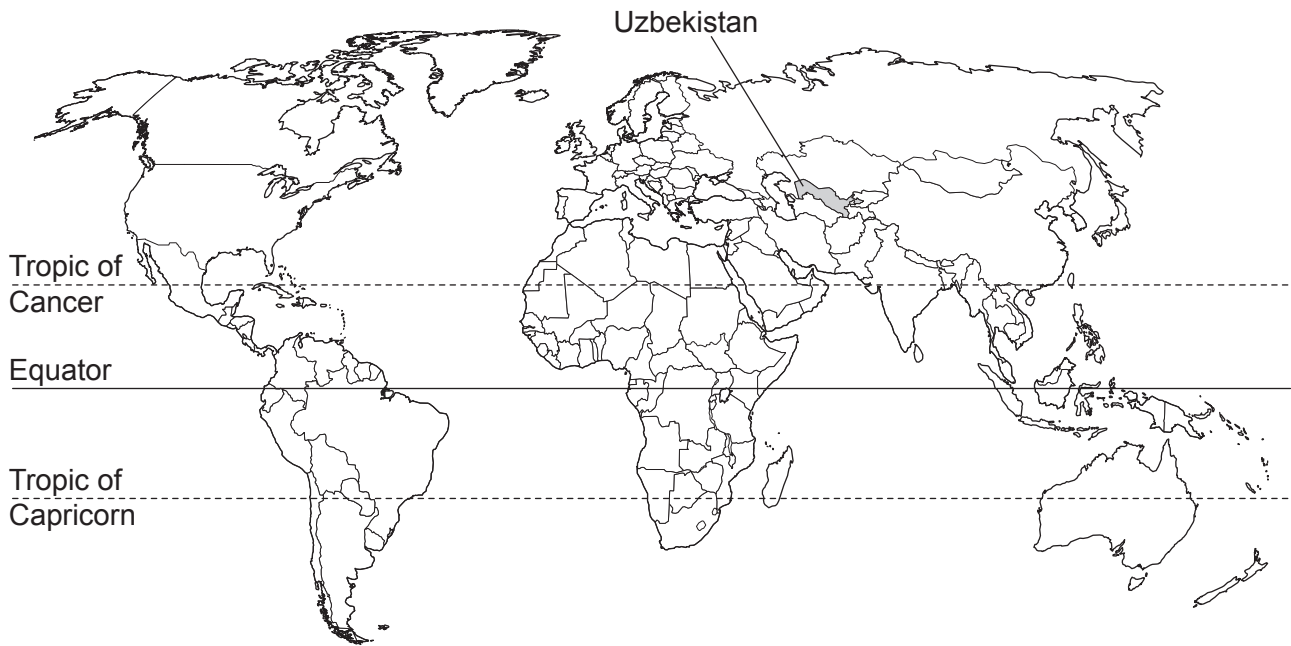 Uzbekistan
Tropic of
Cancer
Equator
Tropic of
Capricorn